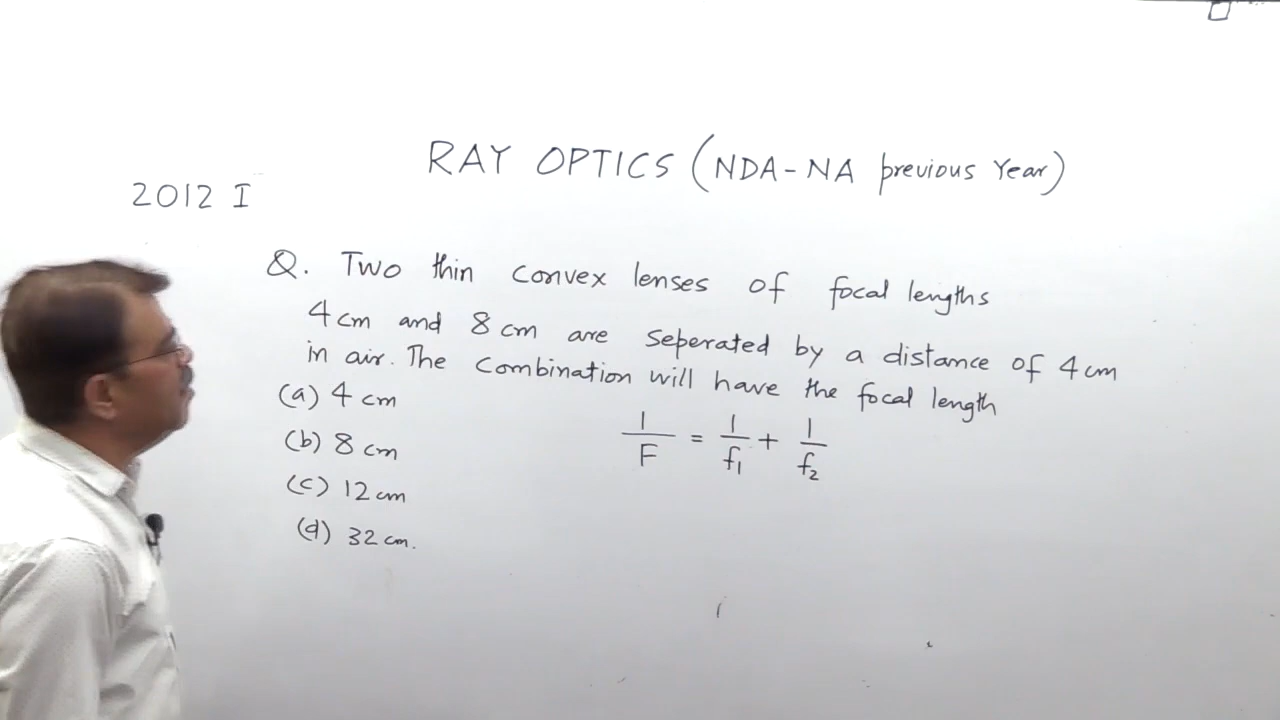 RAY OPTICS (NDA-NA previous Year)
2012 I
Q. Two thin convex lenses of focal lengths
4 cm and 8 cm are seperated by a distance of 4 cm
in air. The combination will have the focal length
(a) 4 cm
(b) 8 cm
(c) 12 cm
(d) 32 cm.
1/F = 1/f₁ + 1/f₂